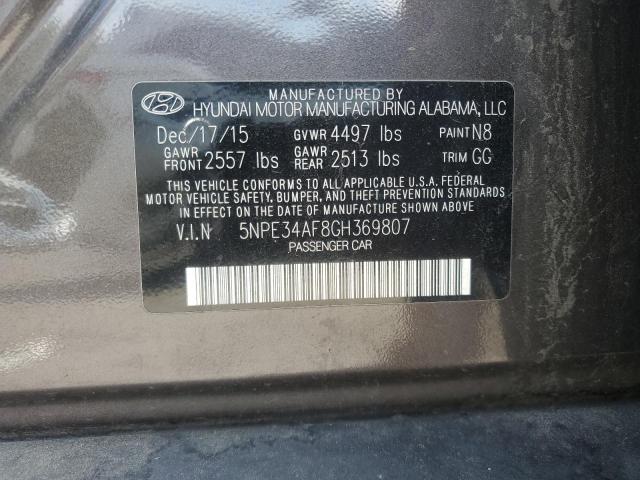 MANUFACTURED BY
HYUNDAI MOTOR MANUFACTURING ALABAMA, LLC
Dec/17/15 GVWR 4497 lbs PAINT N8
GAWR FRONT 2557 lbs GAWR REAR 2513 lbs TRIM GG
THIS VEHICLE CONFORMS TO ALL APPLICABLE U.S.A. FEDERAL
MOTOR VEHICLE SAFETY, BUMPER, AND THEFT PREVENTION STANDARDS
IN EFFECT ON THE DATE OF MANUFACTURE SHOWN ABOVE
V.I.N 5NPE34AF8GH369807
PASSENGER CAR